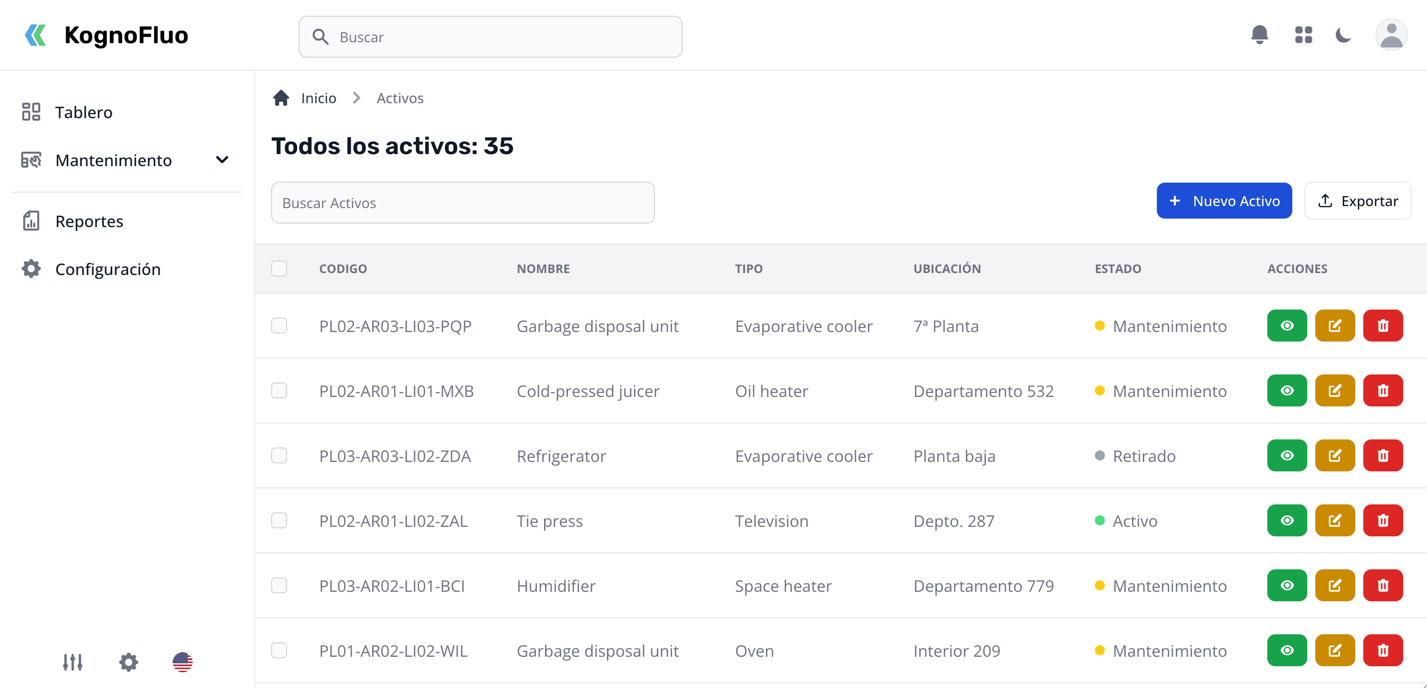 KognoFluo
Buscar
Tablero
Mantenimiento
Reportes
Configuración
Inicio > Activos
Todos los activos: 35
Buscar Activos
+ Nuevo Activo
Exportar
CODIGO NOMBRE TIPO UBICACIÓN ESTADO ACCIONES
PL02-AR03-LI03-PQP Garbage disposal unit Evaporative cooler 7ª Planta Mantenimiento
PL02-AR01-LI01-MXB Cold-pressed juicer Oil heater Departamento 532 Mantenimiento
PL03-AR03-LI02-ZDA Refrigerator Evaporative cooler Planta baja Retirado
PL02-AR01-LI02-ZAL Tie press Television Depto. 287 Activo
PL03-AR02-LI01-BCI Humidifier Space heater Departamento 779 Mantenimiento
PL01-AR02-LI02-WIL Garbage disposal unit Oven Interior 209 Mantenimiento